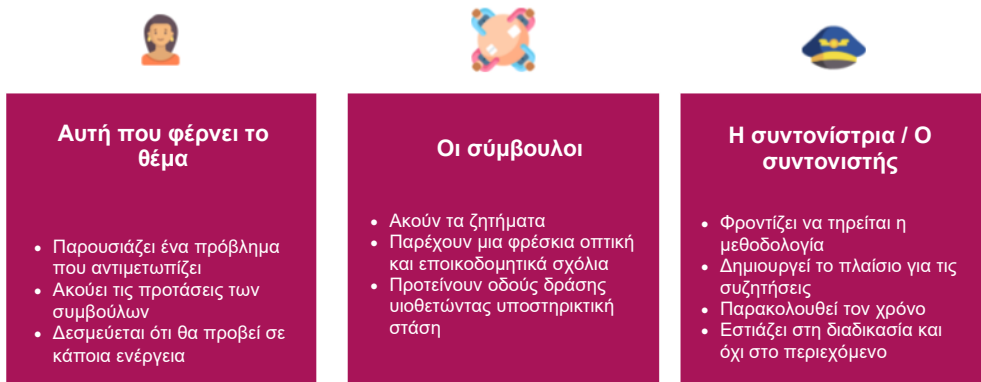 Αυτή που φέρνει το
θέμα
• Παρουσιάζει ένα πρόβλημα
που αντιμετωπίζει
• Ακούει τις προτάσεις των
συμβούλων
• Δεσμεύεται ότι θα προβεί σε
κάποια ενέργεια
Οι σύμβουλοι
• Ακούν τα ζητήματα
• Παρέχουν μια φρέσκια οπτική
και εποικοδομητικά σχόλια
• Προτείνουν οδούς δράσης
υιοθετώντας υποστηρικτική
στάση
Η συντονίστρια / Ο
συντονιστής
• Φροντίζει να τηρείται η
μεθοδολογία
• Δημιουργεί το πλαίσιο για τις
συζητήσεις
• Παρακολουθεί τον χρόνο
• Εστιάζει στη διαδικασία και
όχι στο περιεχόμενο